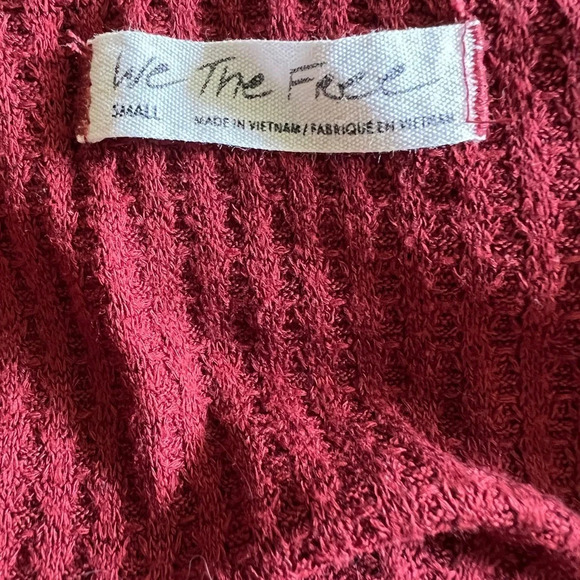 We The Free
SMALL
MADE IN VIETNAM / FABRIQUÉ EN VIETNAM